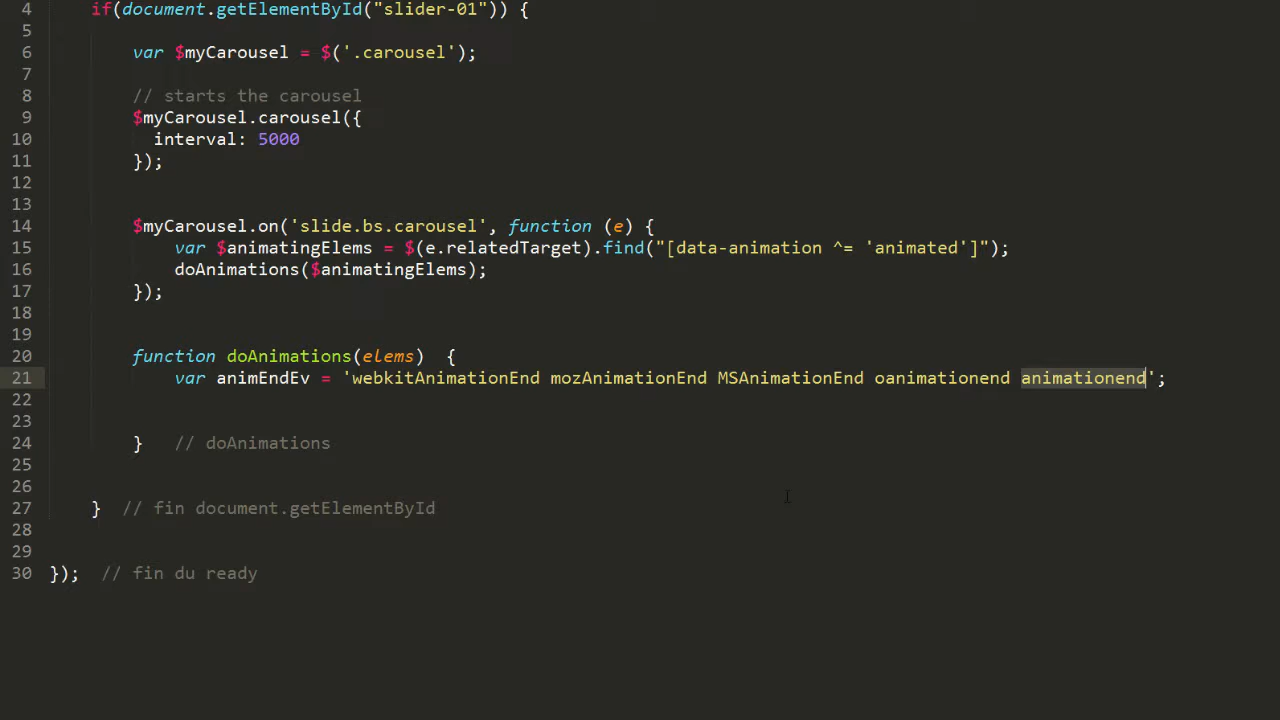 4 if(document.getElementById("slider-01")) {
5
6 var $myCarousel = $('.carousel');
7
8 // starts the carousel
9 $myCarousel.carousel({
10 interval: 5000
11 });
12
13
14 $myCarousel.on('slide.bs.carousel', function (e) {
15 var $animatingElems = $(e.relatedTarget).find("[data-animation ^= 'animated']");
16 doAnimations($animatingElems);
17 });
18
19
20 function doAnimations(elems) {
21 var animEndEv = 'webkitAnimationEnd mozAnimationEnd MSAnimationEnd oanimationend animationend';
22
23
24 } // doAnimations
25
26
27 } // fin document.getElementById
28
29
30 }); // fin du ready